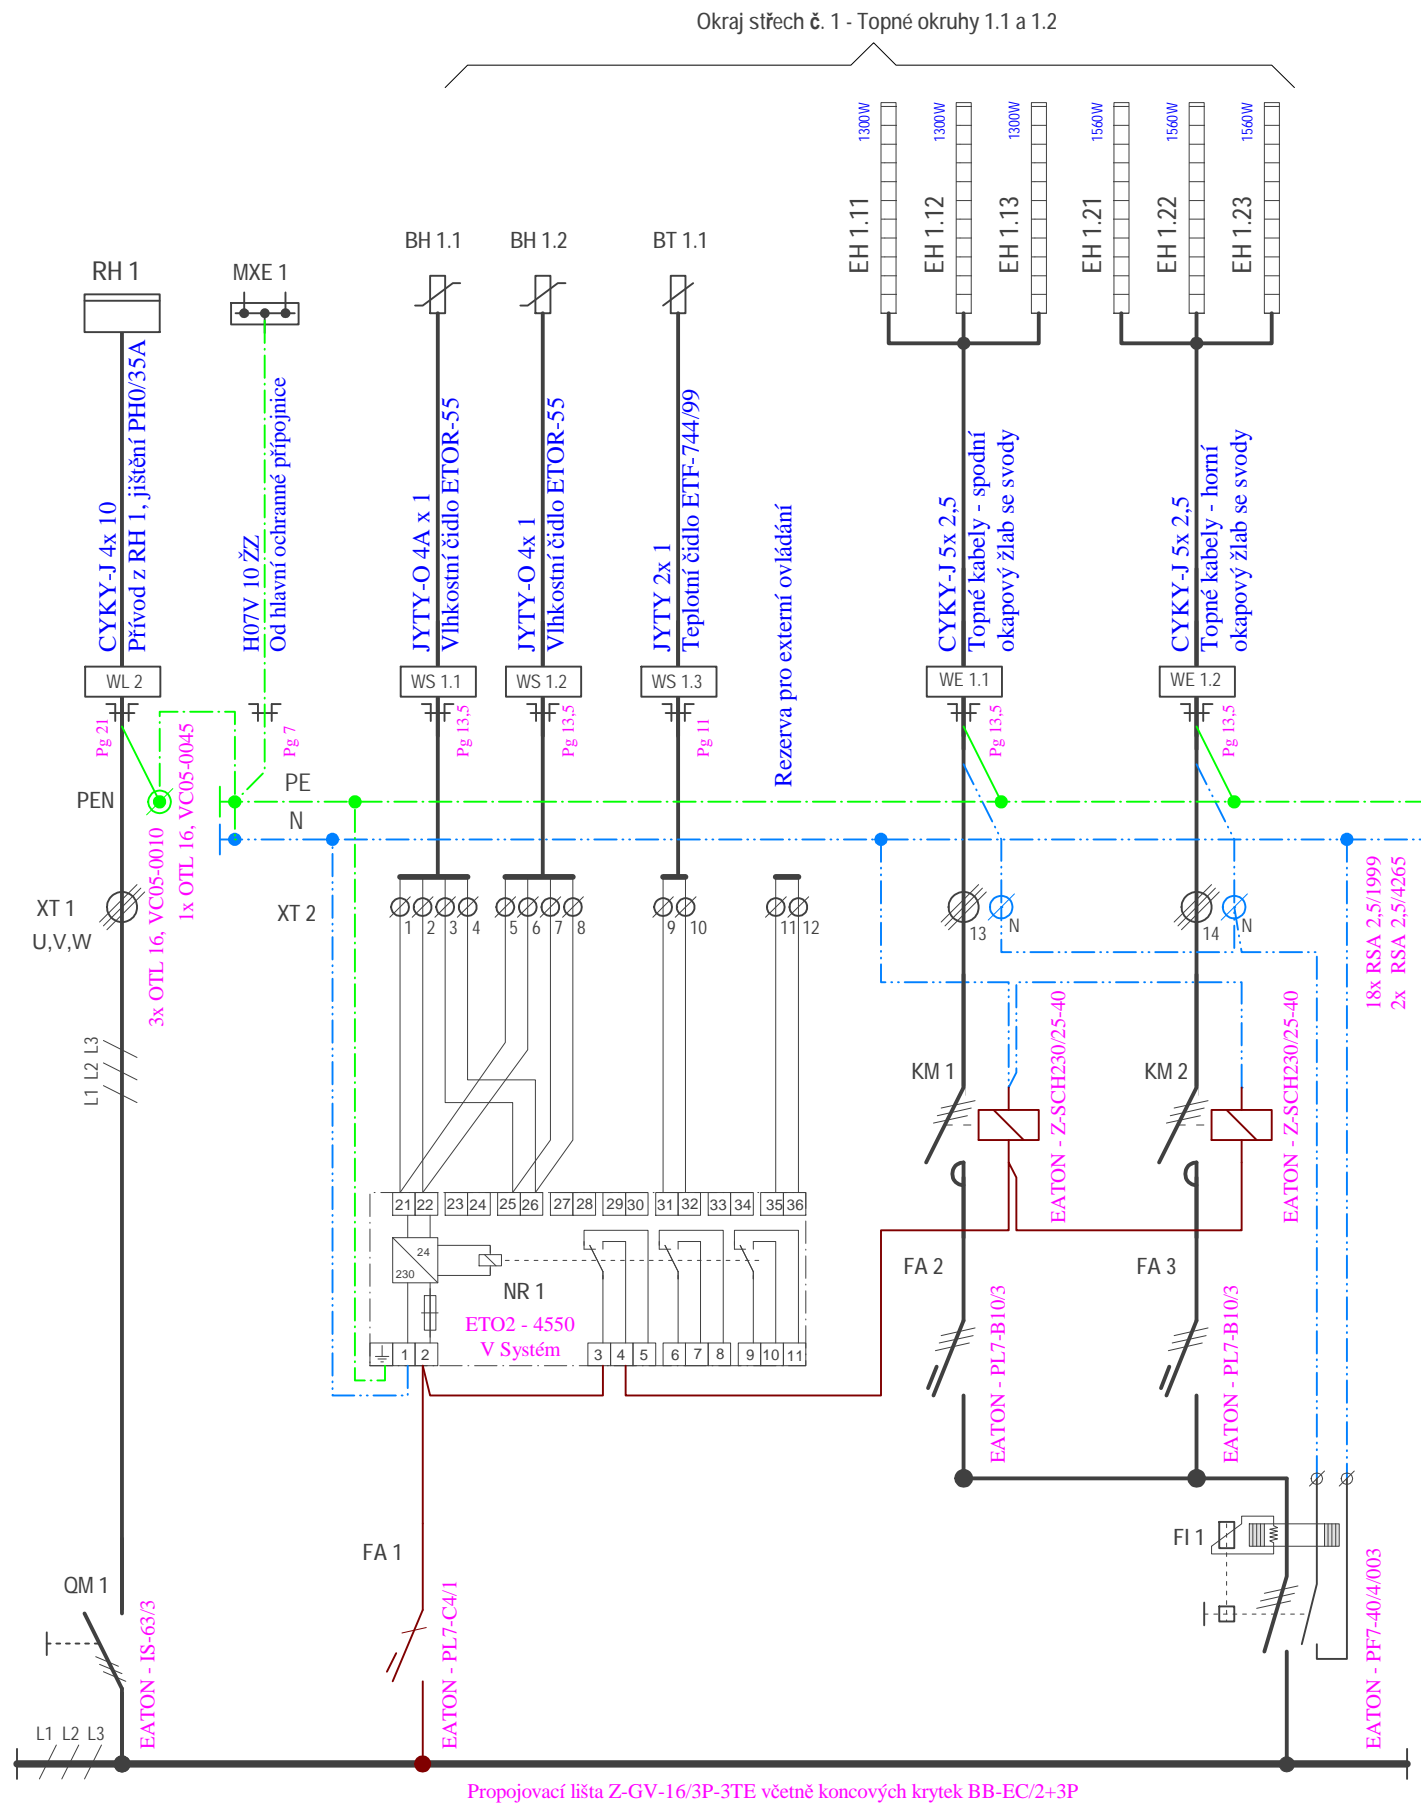 Okraj střech č. 1 - Topné okruhy 1.1 a 1.2
1300W
1300W
1300W
1560W
1560W
1560W
EH 1.11
EH 1.12
EH 1.13
EH 1.21
EH 1.22
EH 1.23
RH 1
MXE 1
BH 1.1
BH 1.2
BT 1.1
CYKY-J 4x 10
Přívod z RH 1, jištění PH0/35A
H07V 10 ŽZ
Od hlavní ochranné přípojnice
JYTY-O 4A x 1
Vlhkostní čidlo ETOR-55
JYTY-O 4x 1
Vlhkostní čidlo ETOR-55
JYTY 2x 1
Teplotní čidlo ETF-744/99
Rezerva pro externí ovládání
CYKY-J 5x 2,5
Topné kabely - spodní
okapový žlab se svody
CYKY-J 5x 2,5
Topné kabely - horní
okapový žlab se svody
WL 2
WS 1.1
WS 1.2
WS 1.3
WE 1.1
WE 1.2
Pg 21
Pg 7
Pg 13,5
Pg 13,5
Pg 11
Pg 13,5
Pg 13,5
PEN
PE
N
3x OTL 16, VC05-0010
1x OTL 16, VC05-0045
XT 1
U,V,W
XT 2
1 2 3 4 5 6 7 8 9 10 11 12
13 N 14 N
18x RSA 2,5/1999
2x RSA 2,5/4265
L1 L2 L3
KM 1
EATON - Z-SCH230/25-40
KM 2
EATON - Z-SCH230/25-40
21 22 23 24 25 26 27 28 29 30 31 32 33 34 35 36
24
230
NR 1
ETO2 - 4550
V Systém
1 2 3 4 5 6 7 8 9 10 11
FA 2
EATON - PL7-B10/3
FA 3
EATON - PL7-B10/3
FA 1
EATON - PL7-C4/1
FI 1
EATON - PF7-40/4/003
QM 1
EATON - IS-63/3
L1 L2 L3
Propojovací lišta Z-GV-16/3P-3TE včetně koncových krytek BB-EC/2+3P